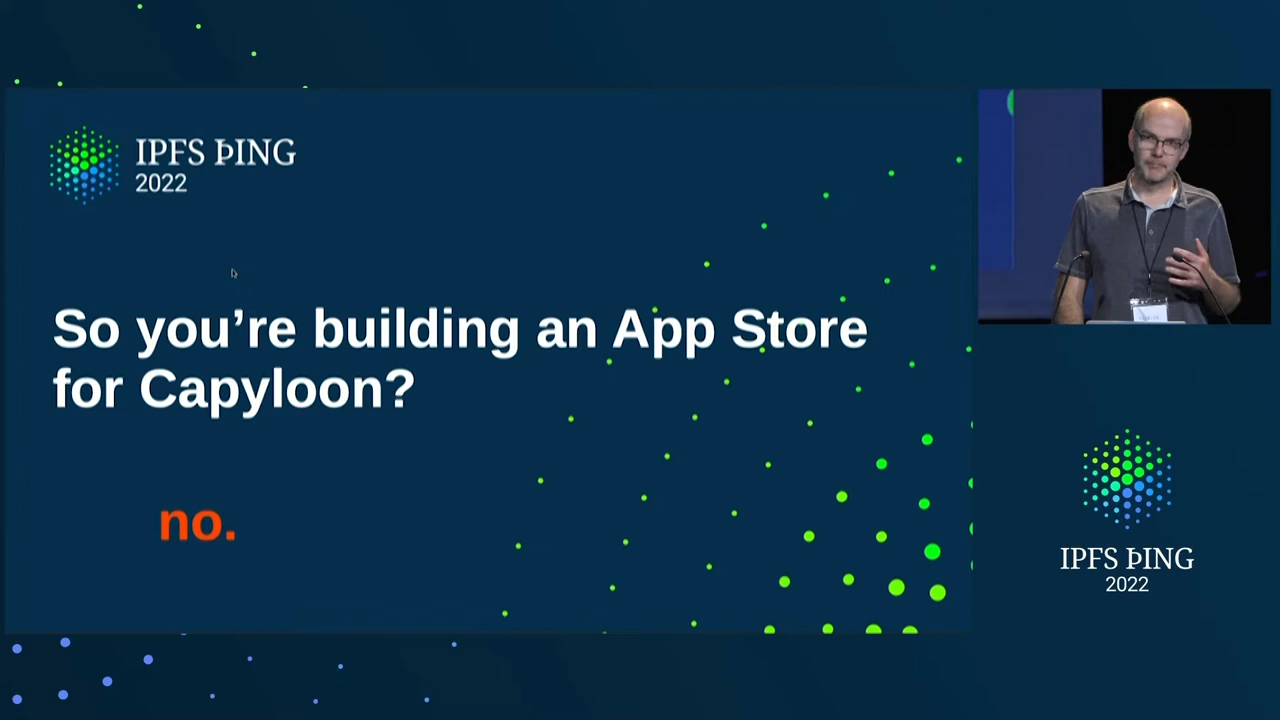 IPFS ÞING
2022
So you’re building an App Store
for Capyloon?
no.
IPFS ÞING
2022